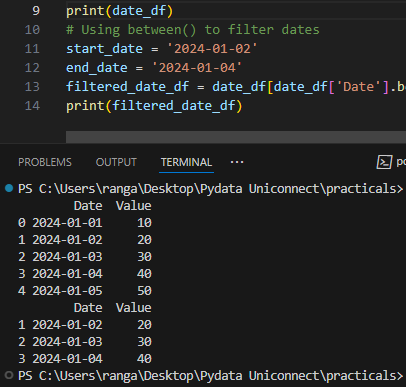 9 print(date_df)
10 # Using between() to filter dates
11 start_date = '2024-01-02'
12 end_date = '2024-01-04'
13 filtered_date_df = date_df[date_df['Date'].b
14 print(filtered_date_df)
PROBLEMS OUTPUT TERMINAL ···
PS C:\Users\ranga\Desktop\Pydata Uniconnect\practicals>
Date Value
0 2024-01-01 10
1 2024-01-02 20
2 2024-01-03 30
3 2024-01-04 40
4 2024-01-05 50
Date Value
1 2024-01-02 20
2 2024-01-03 30
3 2024-01-04 40
PS C:\Users\ranga\Desktop\Pydata Uniconnect\practicals>